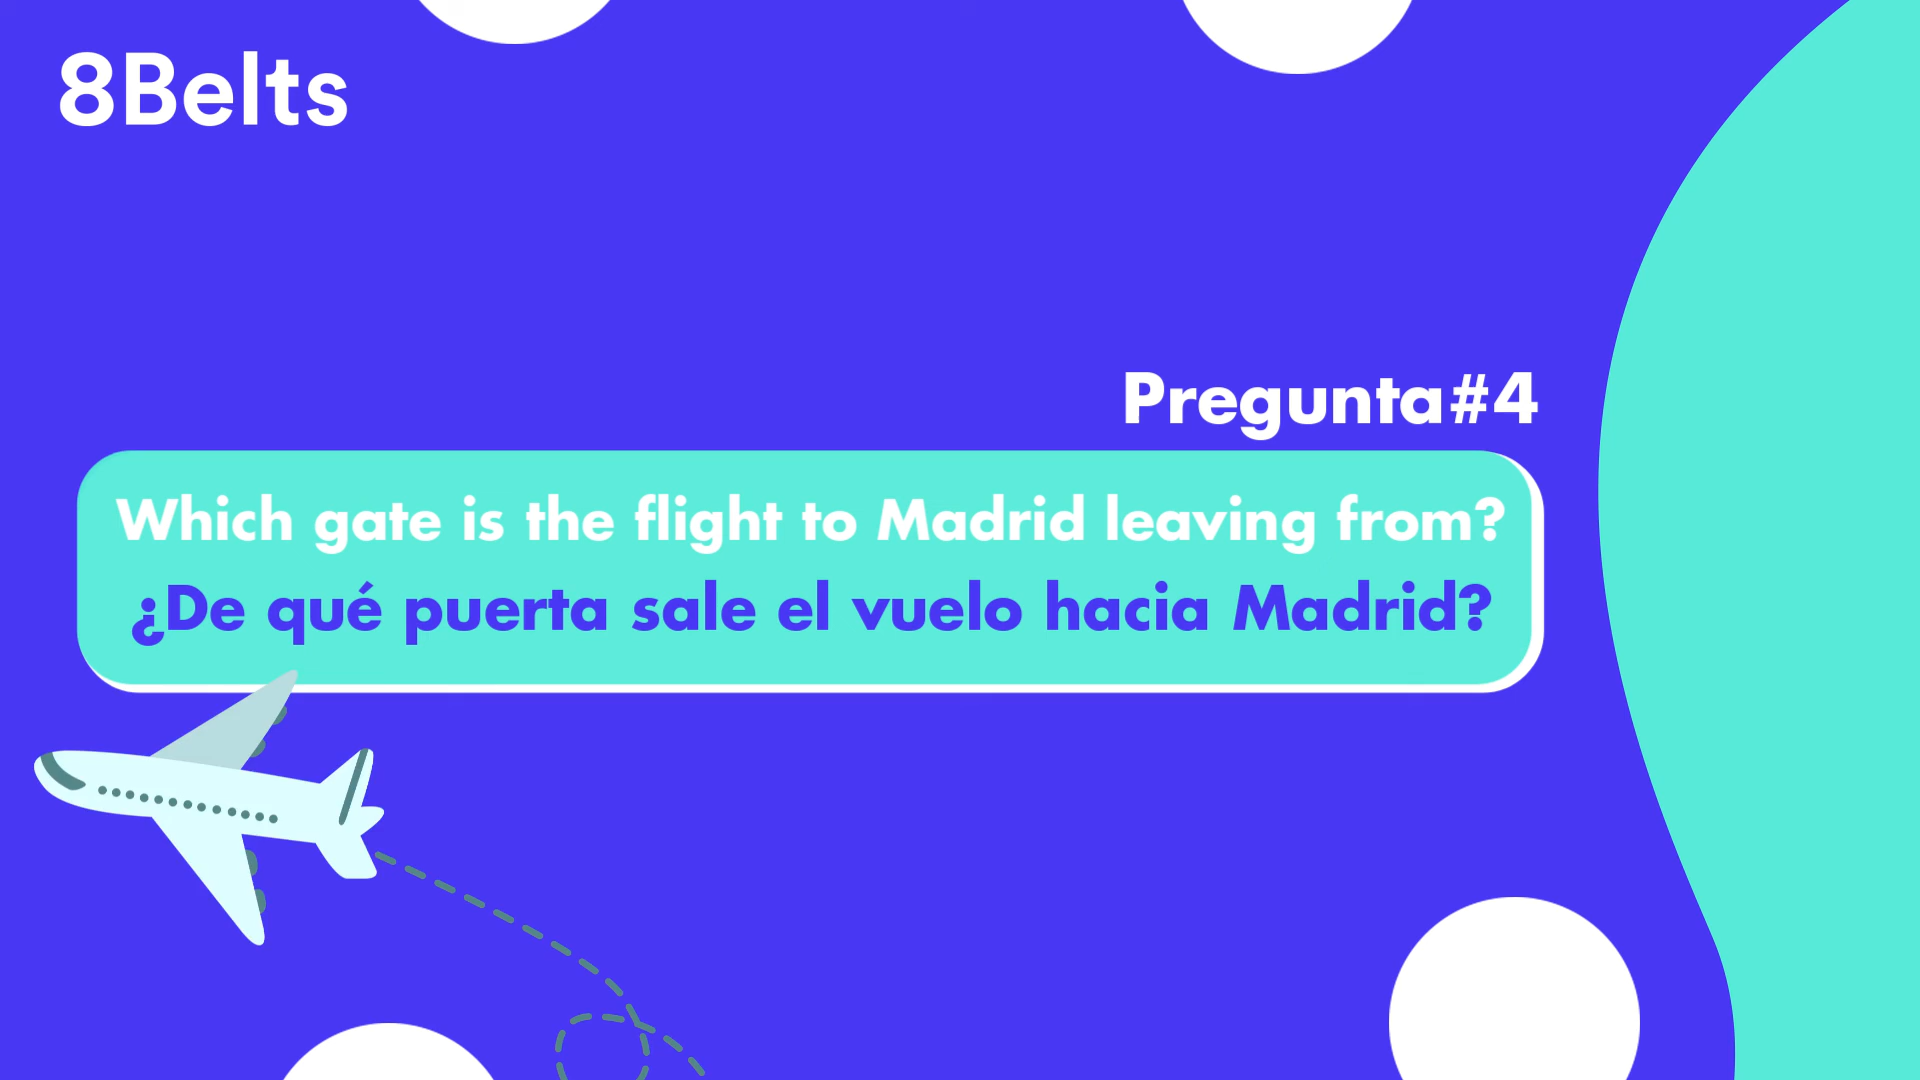 8Belts
Pregunta#4
Which gate is the flight to Madrid leaving from?
¿De qué puerta sale el vuelo hacia Madrid?